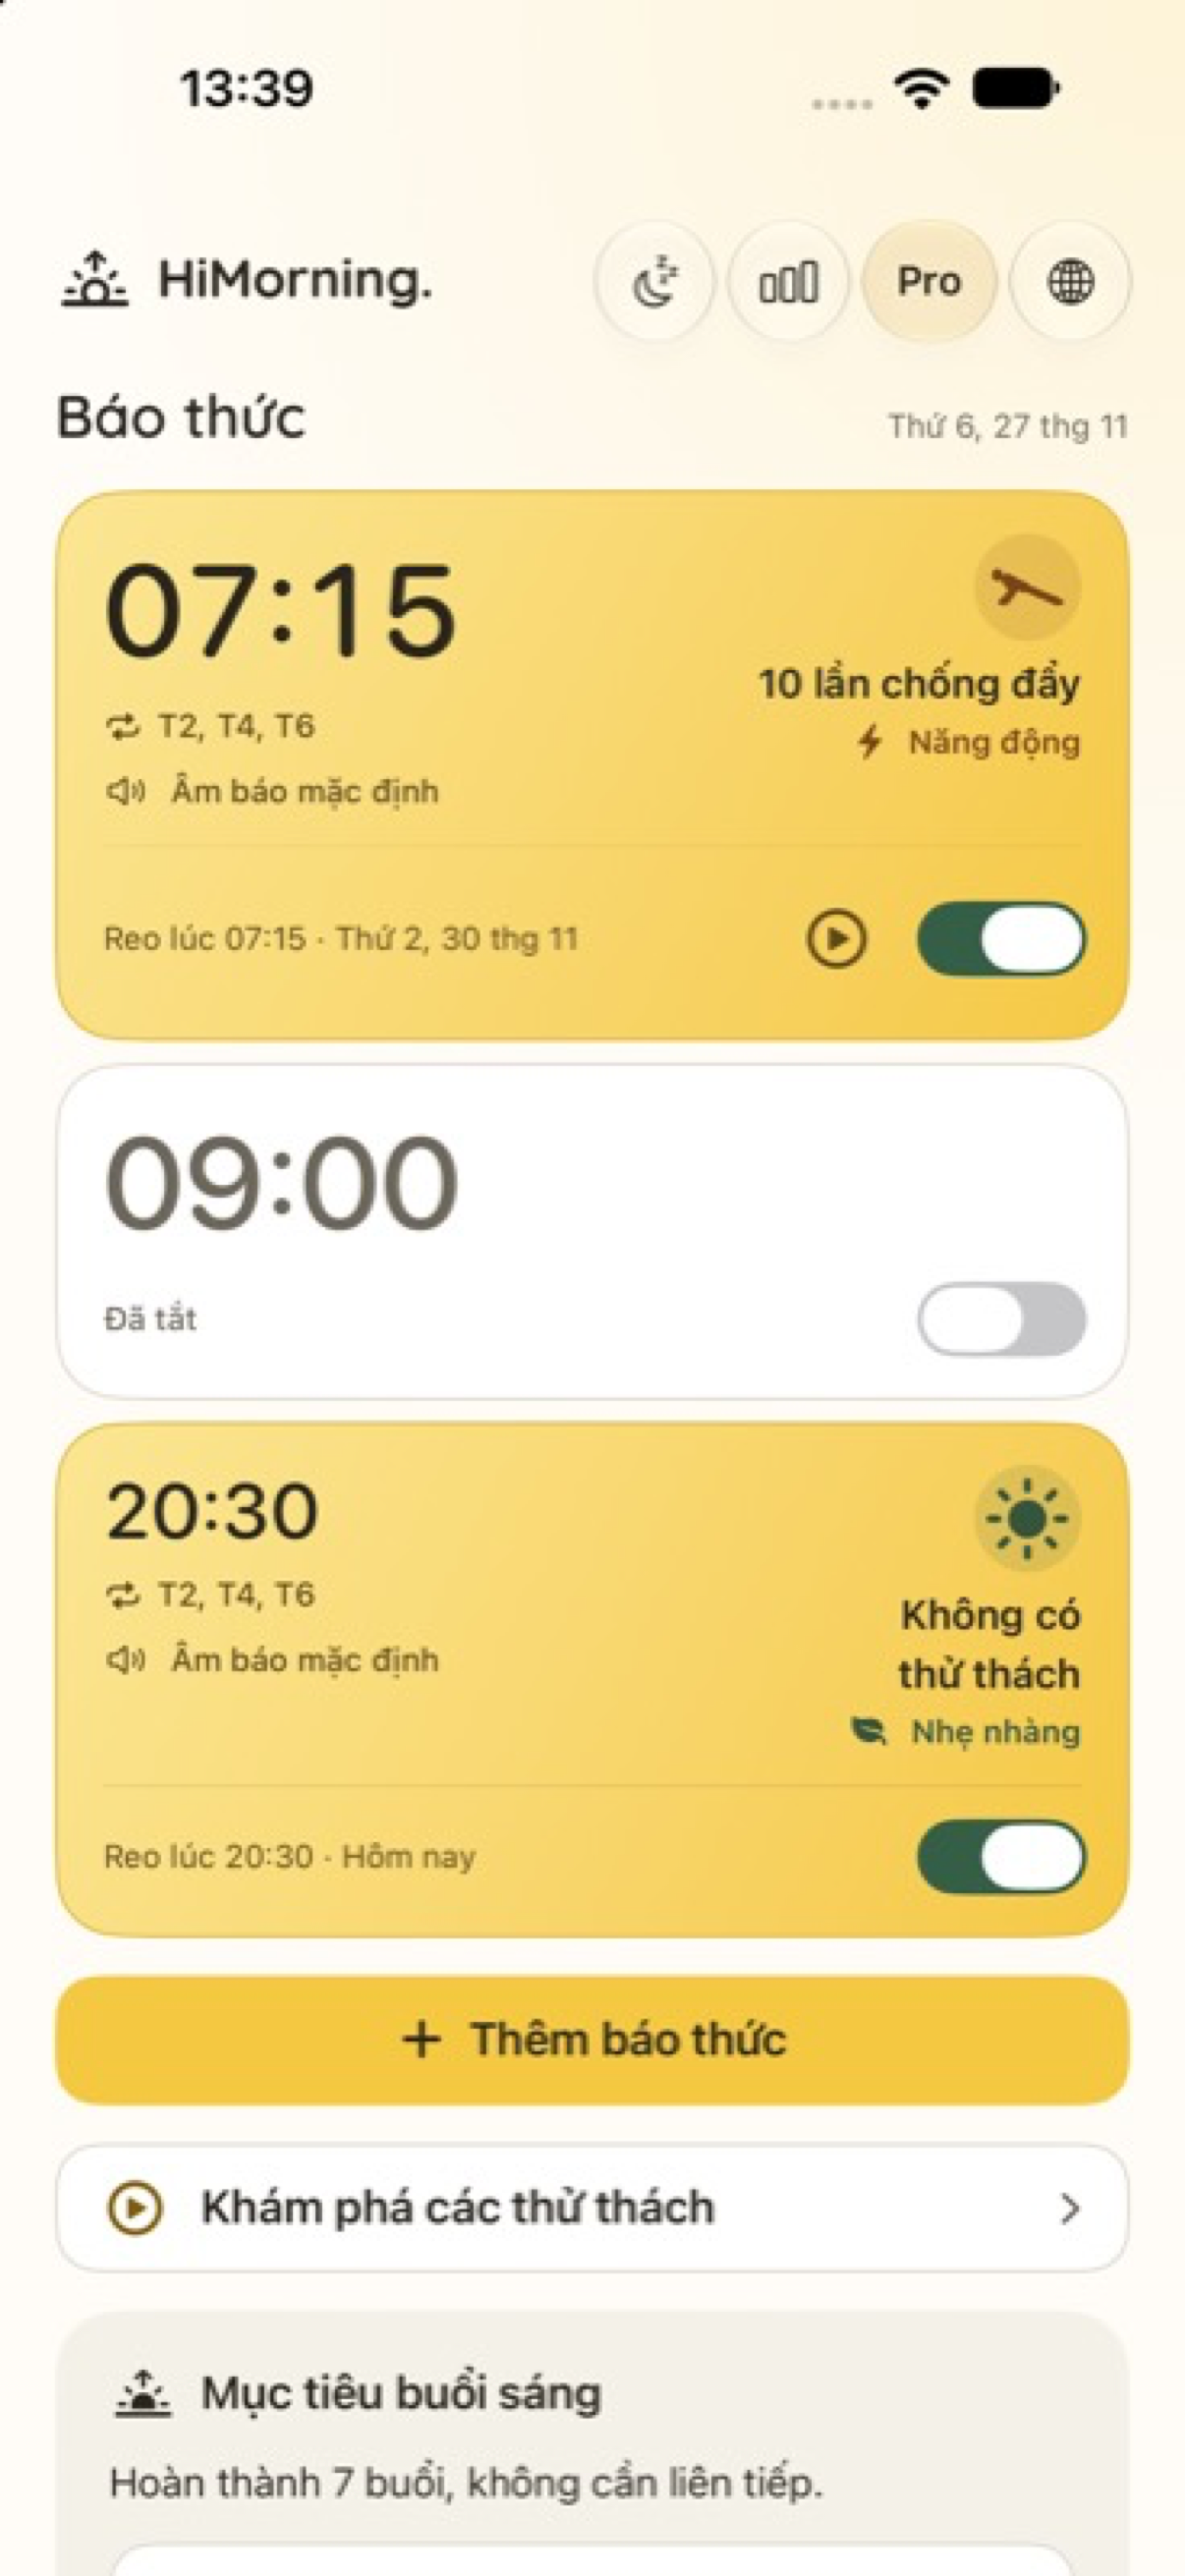 13:39
HiMorning.
Pro
Báo thức
Thứ 6, 27 thg 11
07:15
10 lần chống đẩy
T2, T4, T6
Năng động
Âm báo mặc định
Reo lúc 07:15 · Thứ 2, 30 thg 11
09:00
Đã tắt
20:30
T2, T4, T6
Âm báo mặc định
Không có
thử thách
Nhẹ nhàng
Reo lúc 20:30 · Hôm nay
+ Thêm báo thức
Khám phá các thử thách
Mục tiêu buổi sáng
Hoàn thành 7 buổi, không cần liên tiếp.